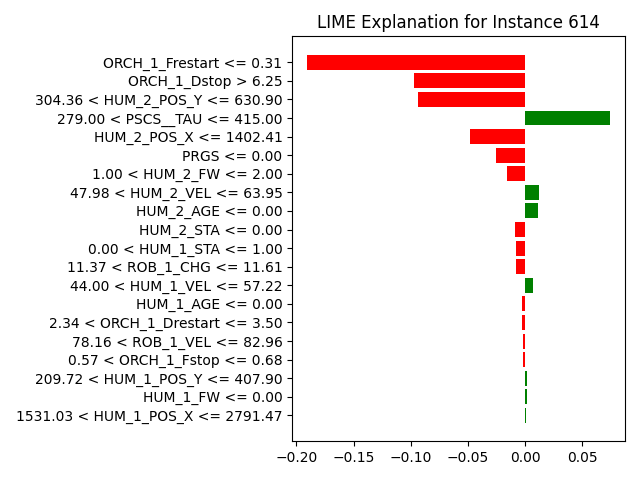 LIME Explanation for Instance 614
ORCH_1_Frestart <= 0.31
ORCH_1_Dstop > 6.25
304.36 < HUM_2_POS_Y <= 630.90
279.00 < PSCS__TAU <= 415.00
HUM_2_POS_X <= 1402.41
PRGS <= 0.00
1.00 < HUM_2_FW <= 2.00
47.98 < HUM_2_VEL <= 63.95
HUM_2_AGE <= 0.00
HUM_2_STA <= 0.00
0.00 < HUM_1_STA <= 1.00
11.37 < ROB_1_CHG <= 11.61
44.00 < HUM_1_VEL <= 57.22
HUM_1_AGE <= 0.00
2.34 < ORCH_1_Drestart <= 3.50
78.16 < ROB_1_VEL <= 82.96
0.57 < ORCH_1_Fstop <= 0.68
209.72 < HUM_1_POS_Y <= 407.90
HUM_1_FW <= 0.00
1531.03 < HUM_1_POS_X <= 2791.47
−0.20 −0.15 −0.10 −0.05 0.00 0.05